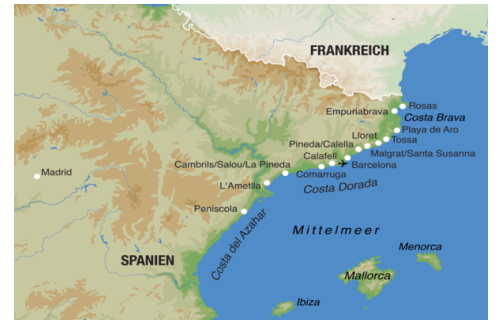 FRANKREICH
Rosas
Empuriabrava
Costa Brava
Playa de Aro
Lloret
Tossa
Pineda/Calella
Malgrat/Santa Susanna
Calafell
Barcelona
Cambrils/Salou/La Pineda
Comarruga
Madrid
L'Ametlla
Costa Dorada
Peniscola
Mittelmeer
Costa del Azahar
Menorca
SPANIEN
Mallorca
Ibiza